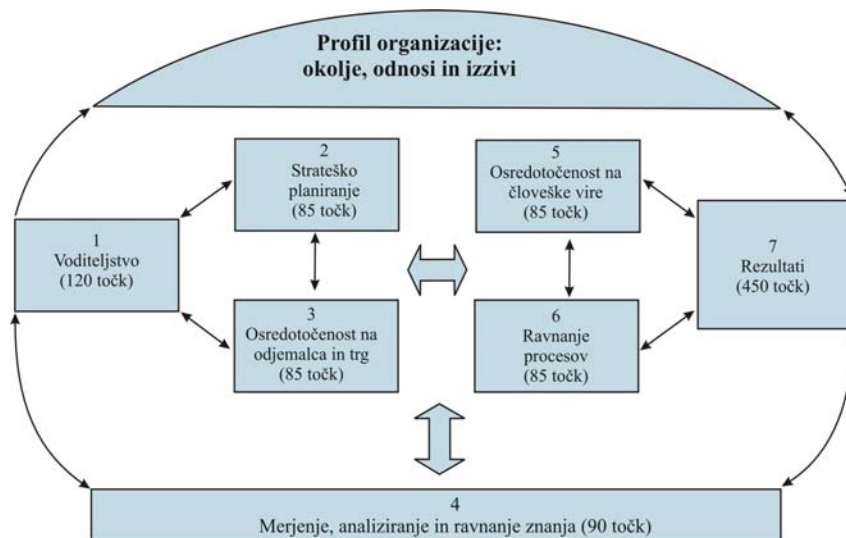 Profil organizacije:
okolje, odnosi in izzivi
2
Strateško
planiranje
(85 točk)
5
Osredotočenost na
človeške vire
(85 točk)
1
Voditeljstvo
(120 točk)
7
Rezultati
(450 točk)
3
Osredotočenost na
odjemalca in trg
(85 točk)
6
Ravnanje
procesov
(85 točk)
4
Merjenje, analiziranje in ravnanje znanja (90 točk)